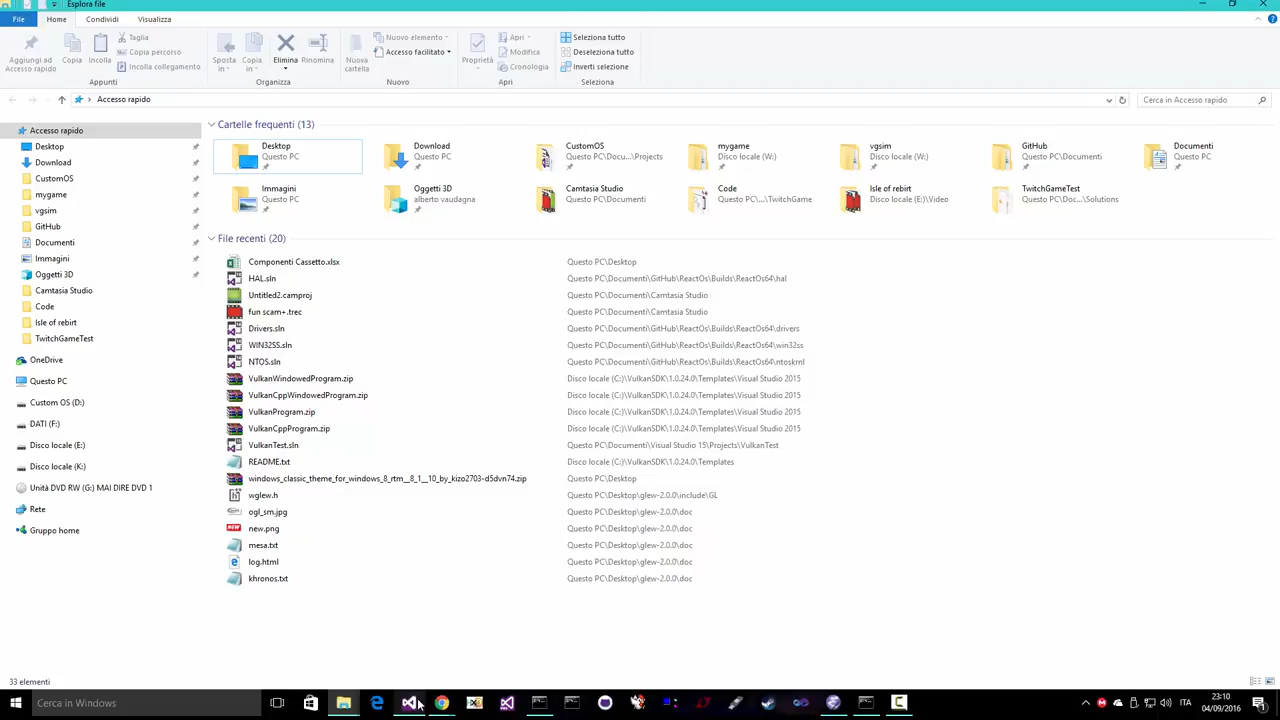 Esplora file
File Home Condividi Visualizza
Aggiungi ad Accesso rapido
Copia
Incolla
Taglia
Copia percorso
Incolla collegamento
Appunti
Sposta in
Copia in
Elimina
Rinomina
Organizza
Nuova cartella
Nuovo elemento
Accesso facilitato
Nuovo
Proprietà
Apri
Modifica
Cronologia
Apri
Seleziona tutto
Deseleziona tutto
Inverti selezione
Seleziona
Accesso rapido
Cerca in Accesso rapido
Accesso rapido
Desktop
Download
CustomOS
mygame
vgsim
GitHub
Documenti
Immagini
Oggetti 3D
Camtasia Studio
Code
Isle of rebirt
TwitchGameTest
OneDrive
Questo PC
Custom OS (D:)
DATI (F:)
Disco locale (E:)
Disco locale (K:)
Unità DVD RW (G:) MAI DIRE DVD 1
Rete
Gruppo home
Cartelle frequenti (13)
Desktop
Questo PC
Download
Questo PC
CustomOS
Questo PC\Docu...\Projects
mygame
Disco locale (W:)
vgsim
Disco locale (W:)
GitHub
Questo PC\Documenti
Documenti
Questo PC
Immagini
Questo PC
Oggetti 3D
alberto vaudagna
Camtasia Studio
Questo PC\Documenti
Code
Questo PC\...\TwitchGame
Isle of rebirt
Disco locale (E:)\Video
TwitchGameTest
Questo PC\Doc...\Solutions
File recenti (20)
Componenti Cassetto.xlsx Questo PC\Desktop
HAL.sln Questo PC\Documenti\GitHub\ReactOs\Builds\ReactOs64\hal
Untitled2.camproj Questo PC\Documenti\Camtasia Studio
fun scam+.trec Questo PC\Documenti\Camtasia Studio
Drivers.sln Questo PC\Documenti\GitHub\ReactOs\Builds\ReactOs64\drivers
WIN32SS.sln Questo PC\Documenti\GitHub\ReactOs\Builds\ReactOs64\win32ss
NTOS.sln Questo PC\Documenti\GitHub\ReactOs\Builds\ReactOs64\ntoskrnl
VulkanWindowedProgram.zip Disco locale (C:)\VulkanSDK\1.0.24.0\Templates\Visual Studio 2015
VulkanCppWindowedProgram.zip Disco locale (C:)\VulkanSDK\1.0.24.0\Templates\Visual Studio 2015
VulkanProgram.zip Disco locale (C:)\VulkanSDK\1.0.24.0\Templates\Visual Studio 2015
VulkanCppProgram.zip Disco locale (C:)\VulkanSDK\1.0.24.0\Templates\Visual Studio 2015
VulkanTest.sln Questo PC\Documenti\Visual Studio 15\Projects\VulkanTest
README.txt Disco locale (C:)\VulkanSDK\1.0.24.0\Templates
windows_classic_theme_for_windows_8_rtm__8_1__10_by_kizo2703-d5dvn74.zip Questo PC\Desktop
wglew.h Questo PC\Desktop\glew-2.0.0\include\GL
ogl_sm.jpg Questo PC\Desktop\glew-2.0.0\doc
new.png Questo PC\Desktop\glew-2.0.0\doc
mesa.txt Questo PC\Desktop\glew-2.0.0\doc
log.html Questo PC\Desktop\glew-2.0.0\doc
khronos.txt Questo PC\Desktop\glew-2.0.0\doc
33 elementi
Cerca in Windows
ITA
23:10
04/09/2016